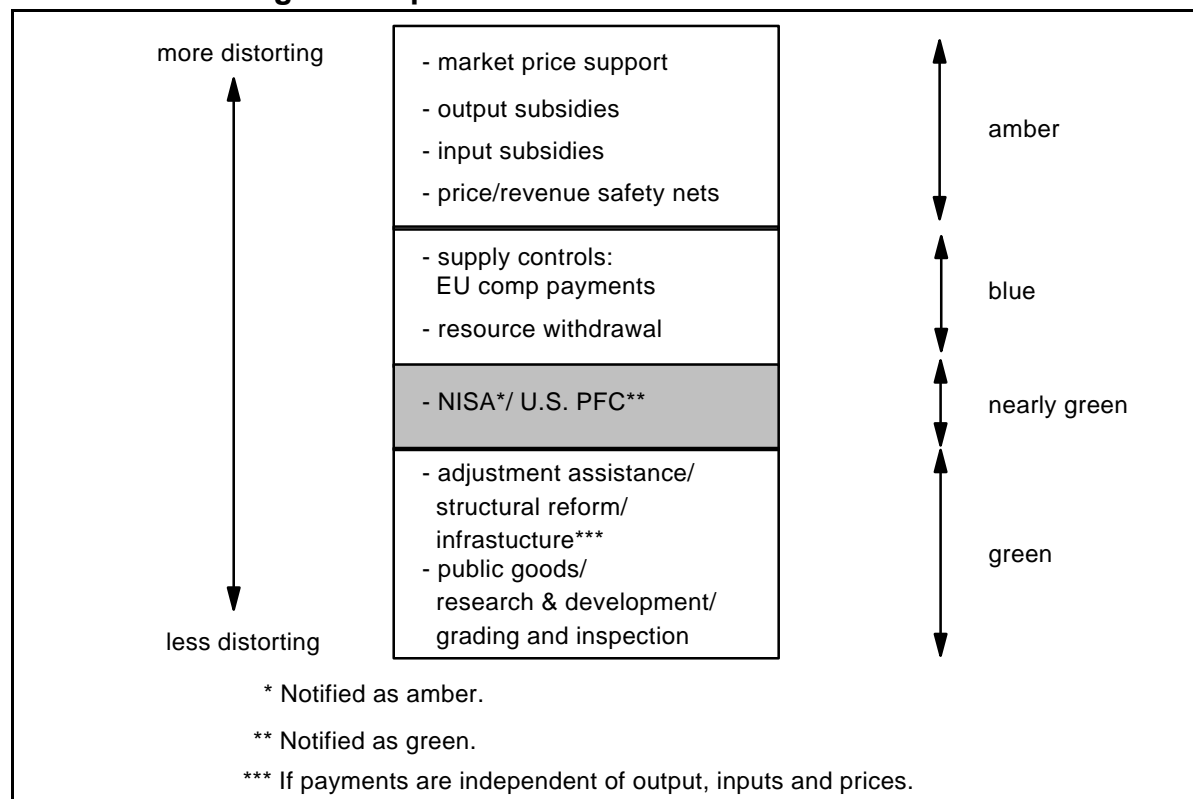 more distorting
- market price support
- output subsidies
- input subsidies
- price/revenue safety nets
amber
- supply controls:
EU comp payments
- resource withdrawal
blue
- NISA*/ U.S. PFC**
nearly green
- adjustment assistance/
structural reform/
infrastucture***
- public goods/
research & development/
grading and inspection
green
less distorting
* Notified as amber.
** Notified as green.
*** If payments are independent of output, inputs and prices.